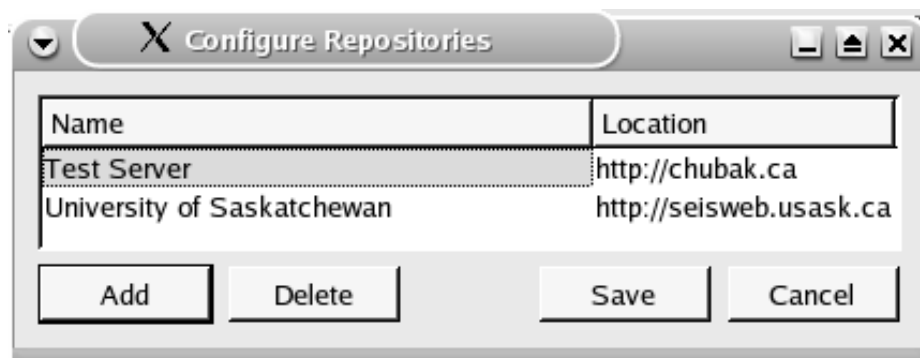 Configure Repositories
Name Location
Test Server http://chubak.ca
University of Saskatchewan http://seisweb.usask.ca
Add Delete Save Cancel